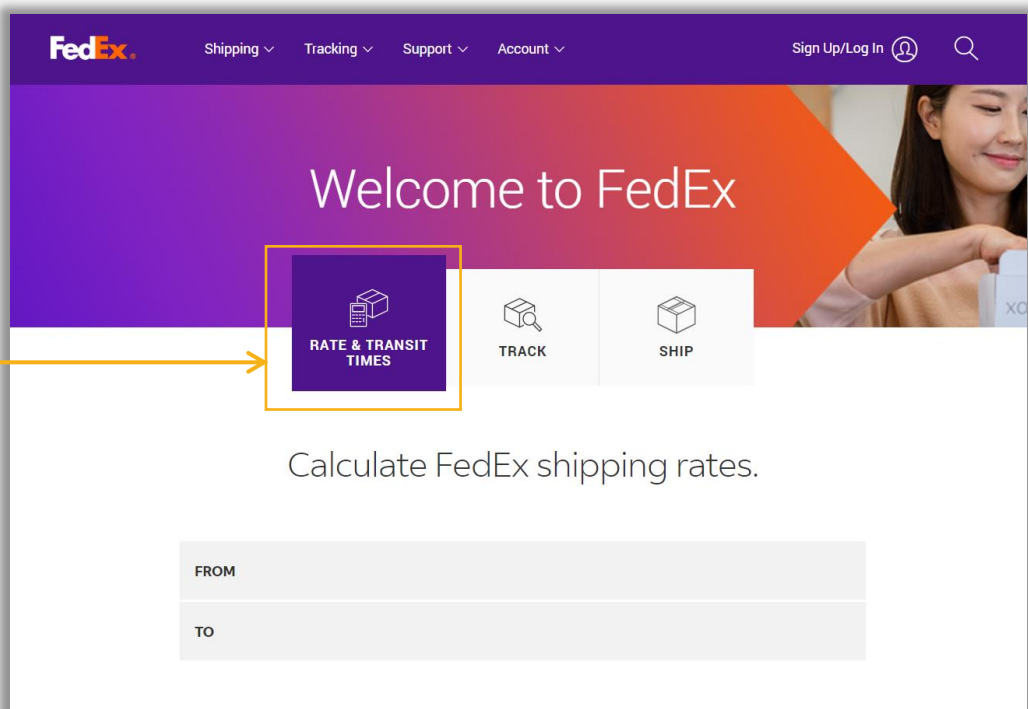 FedEx.
Shipping Tracking Support Account Sign Up/Log In
Welcome to FedEx
RATE & TRANSIT
TIMES
TRACK
SHIP
Calculate FedEx shipping rates.
FROM
TO